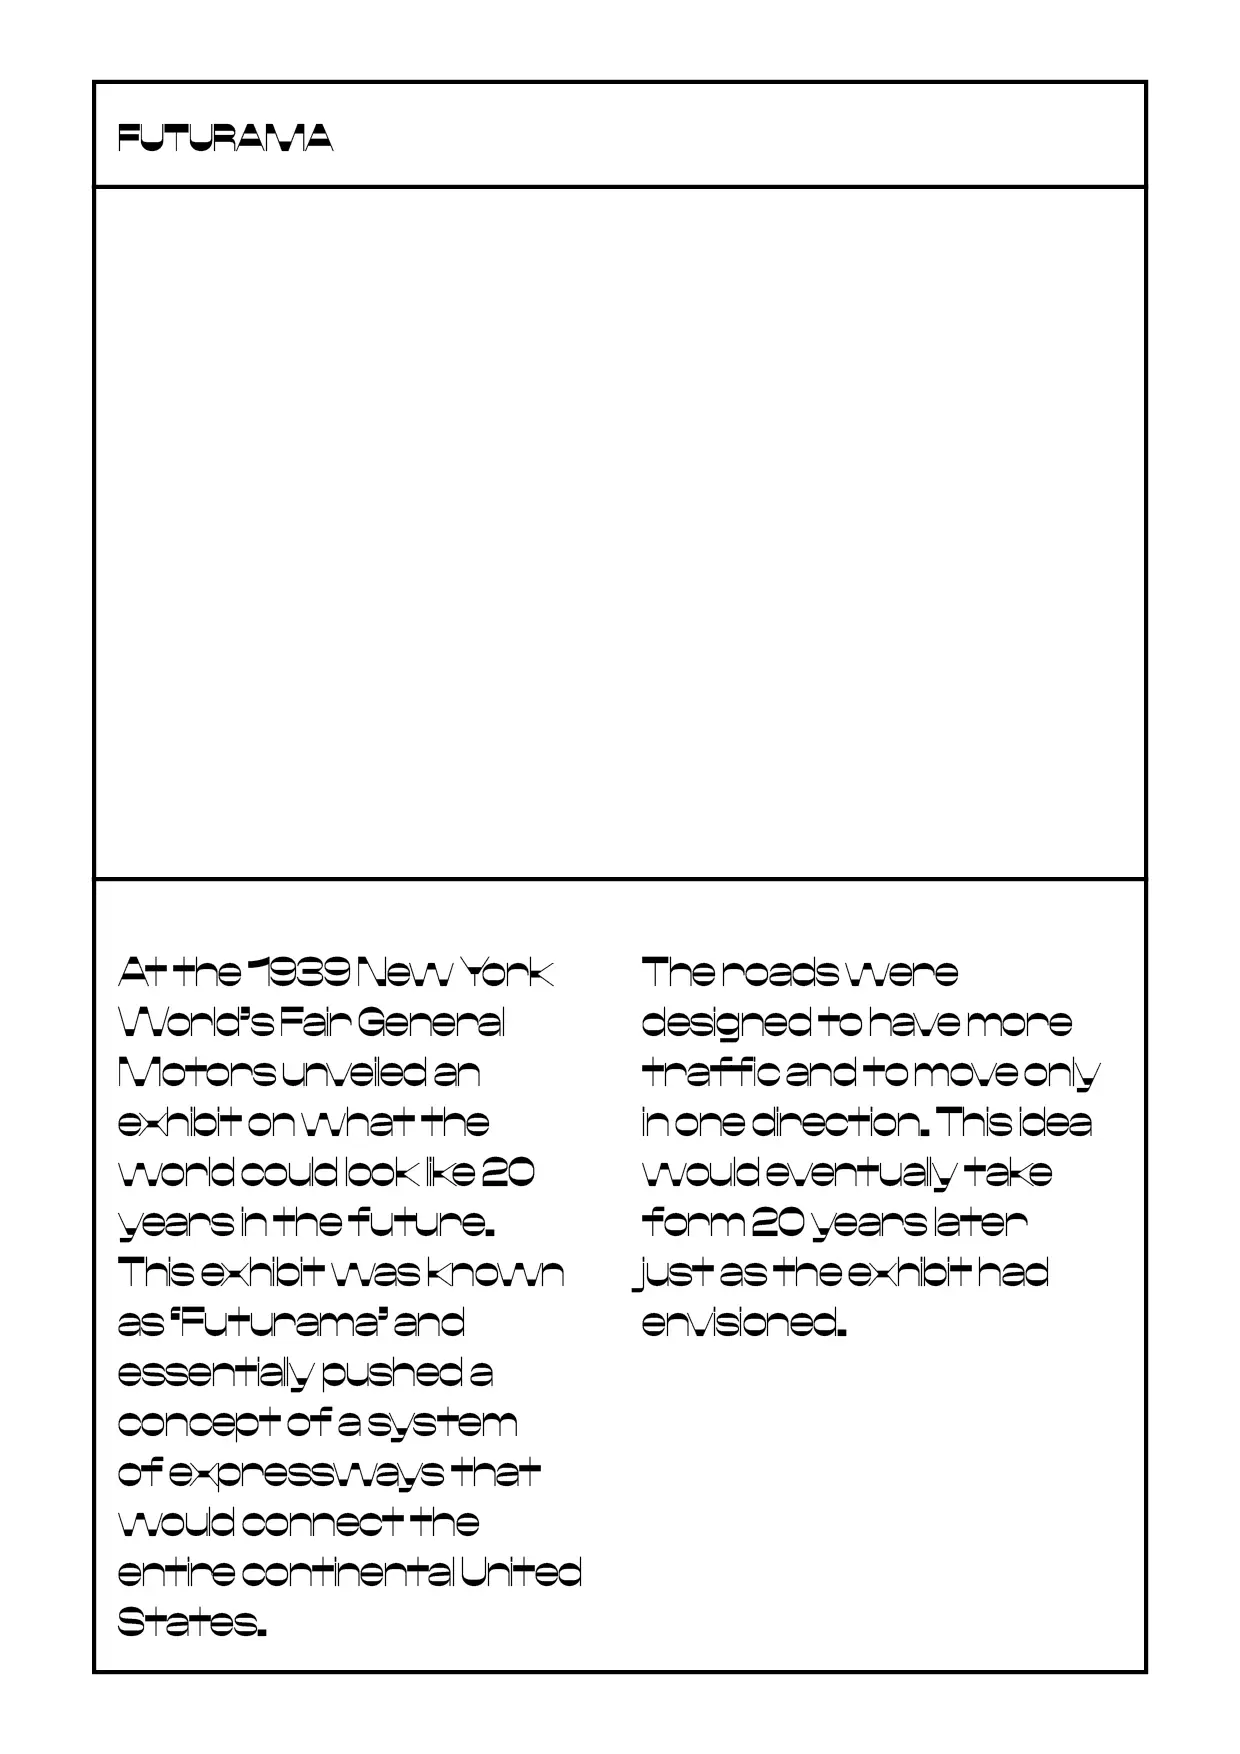 FUTURAMA
At the 1939 New York
World’s Fair General
Motors unveiled an
exhibit on what the
world could look like 20
years in the future.
This exhibit was known
as ‘Futurama’ and
essentially pushed a
concept of a system
of expressways that
would connect the
entire continental United
States.
The roads were
designed to have more
traffic and to move only
in one direction. This idea
would eventually take
form 20 years later
just as the exhibit had
envisioned.